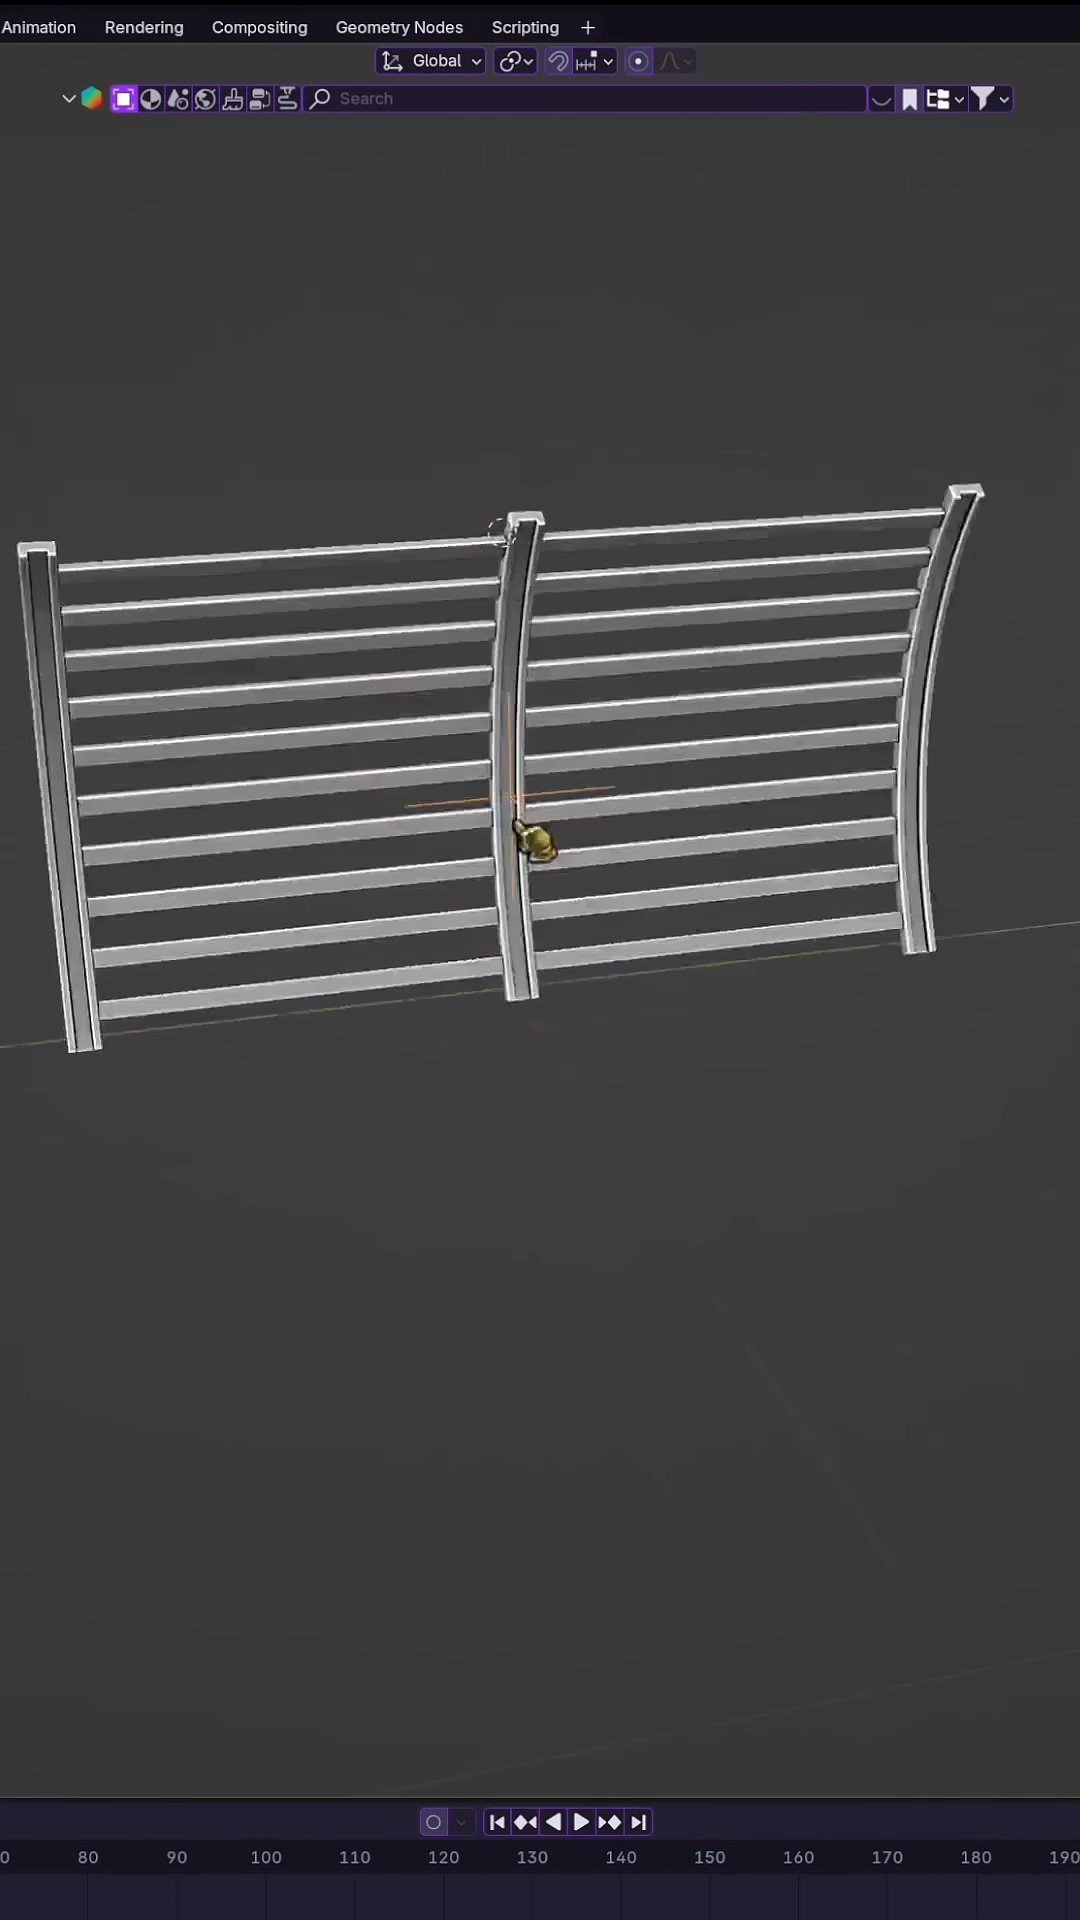 Animation Rendering Compositing Geometry Nodes Scripting +
Global
Search
0 80 90 100 110 120 130 140 150 160 170 180 190